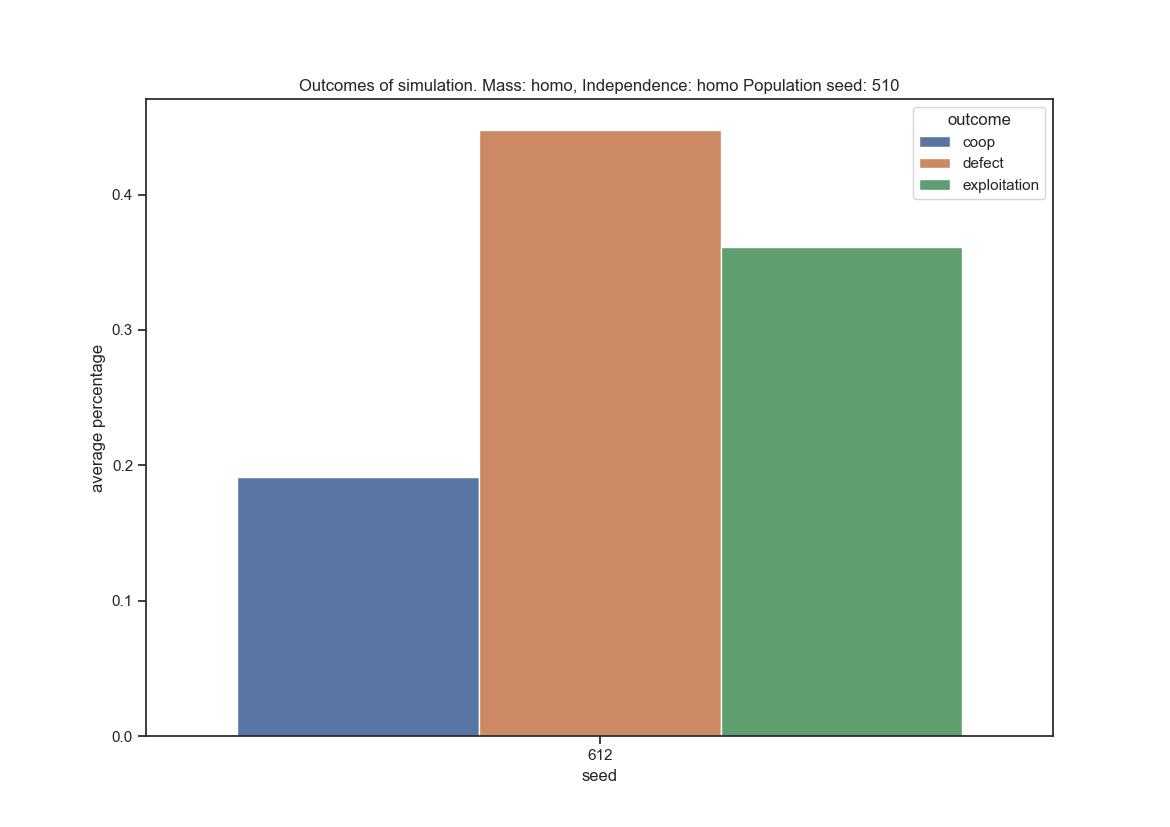 Outcomes of simulation. Mass: homo, Independence: homo Population seed: 510
outcome
coop
defect
exploitation
average percentage
0.4
0.3
0.2
0.1
0.0
612
seed